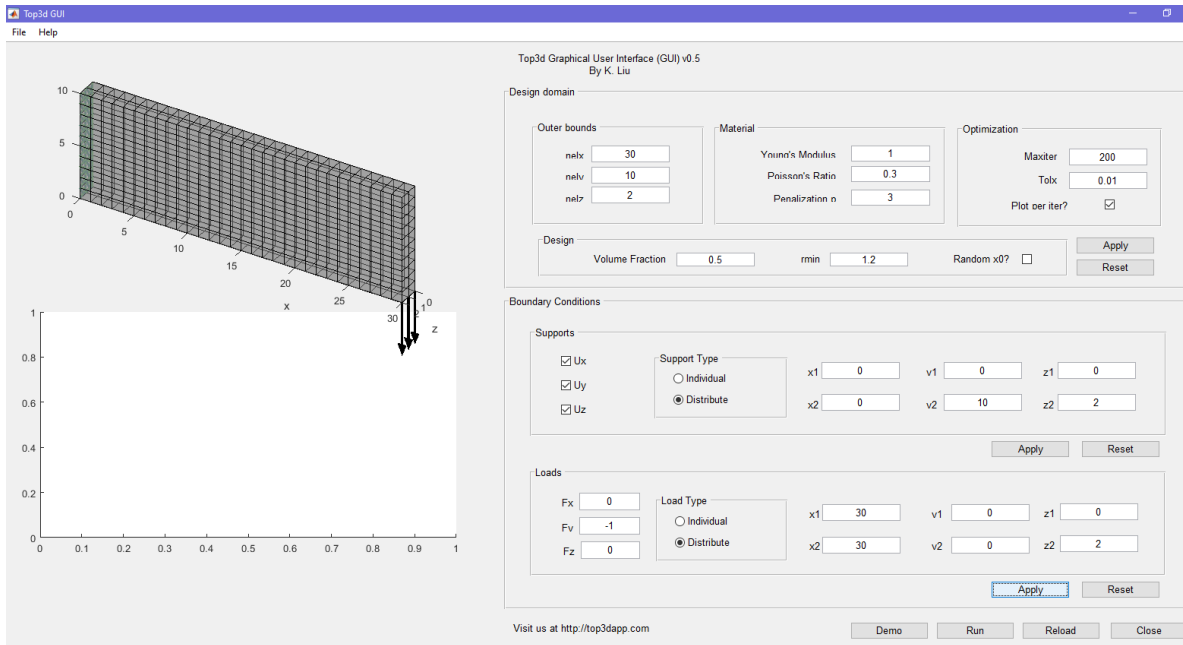 Top3d GUI
File Help
Top3d Graphical User Interface (GUI) v0.5
By K. Liu
10
5
0
0
5
10
15
20
25
30
x
0
1
2
z
1
0.8
0.6
0.4
0.2
0
0 0.1 0.2 0.3 0.4 0.5 0.6 0.7 0.8 0.9 1
Design domain
Outer bounds
nelx 30
nely 10
nelz 2
Material
Young's Modulus 1
Poisson's Ratio 0.3
Penalization p 3
Optimization
Maxiter 200
Tolx 0.01
Plot per iter?
Design
Volume Fraction 0.5 rmin 1.2 Random x0?
Apply
Reset
Boundary Conditions
Supports
Ux
Uy
Uz
Support Type
Individual
Distribute
x1 0 y1 0 z1 0
x2 0 y2 10 z2 2
Apply Reset
Loads
Fx 0
Fy -1
Fz 0
Load Type
Individual
Distribute
x1 30 y1 0 z1 0
x2 30 y2 0 z2 2
Apply Reset
Visit us at http://top3dapp.com
Demo Run Reload Close